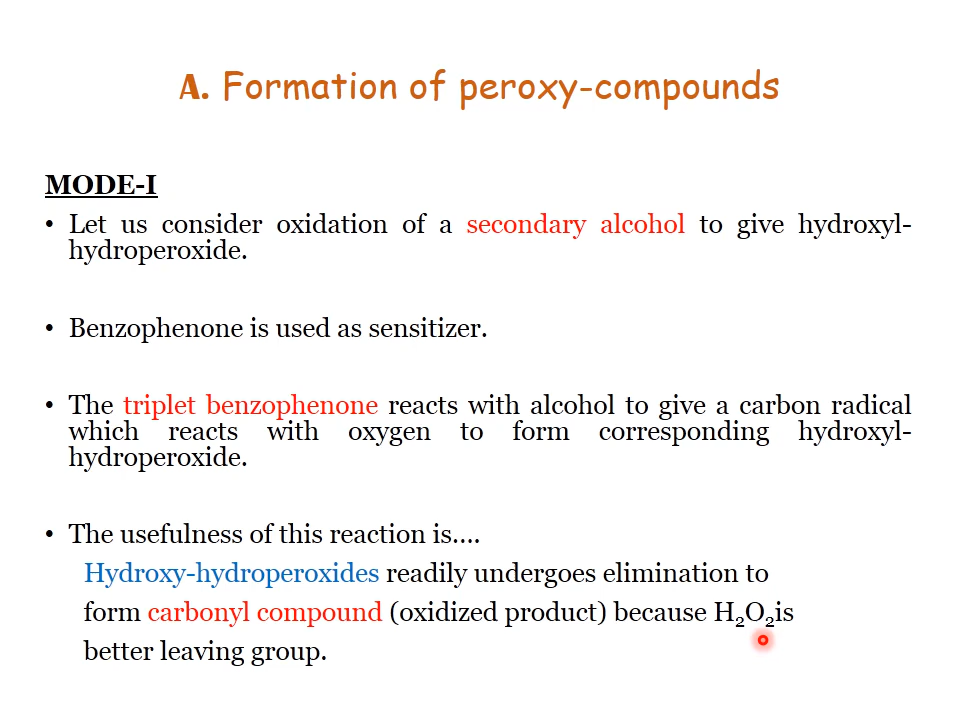 A. Formation of peroxy-compounds
MODE-I
• Let us consider oxidation of a secondary alcohol to give hydroxyl-
hydroperoxide.
• Benzophenone is used as sensitizer.
• The triplet benzophenone reacts with alcohol to give a carbon radical
which reacts with oxygen to form corresponding hydroxyl-
hydroperoxide.
• The usefulness of this reaction is....
Hydroxy-hydroperoxides readily undergoes elimination to
form carbonyl compound (oxidized product) because H₂O₂is
better leaving group.